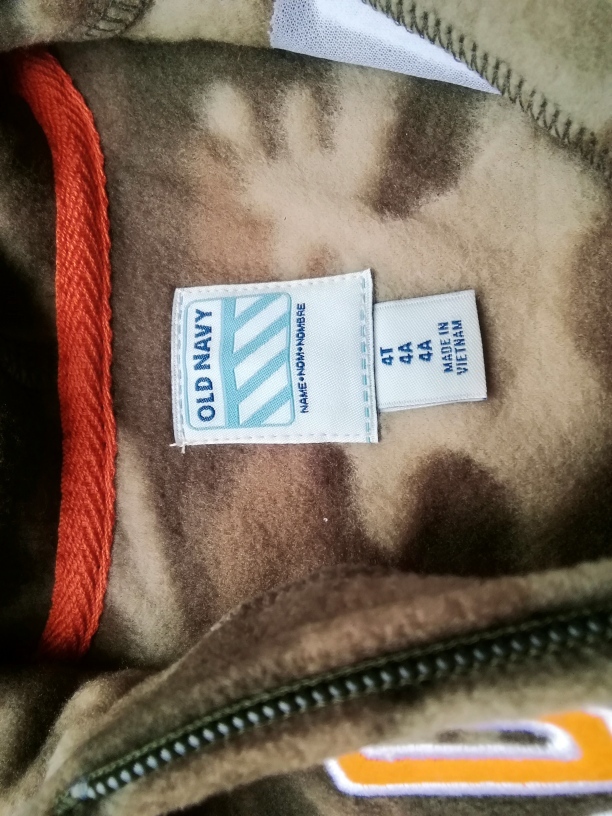 OLD NAVY
NAME•NOM•NOMBRE
4T
4A
4A
MADE IN
VIETNAM